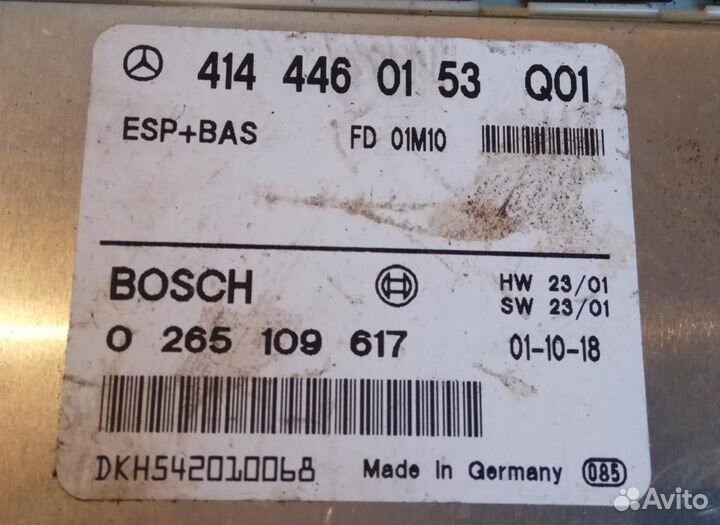 414 446 01 53 Q01
ESP+BAS FD 01M10
BOSCH HW 23/01
SW 23/01
0 265 109 617 01-10-18
DKH542010068 Made In Germany 085
Avito